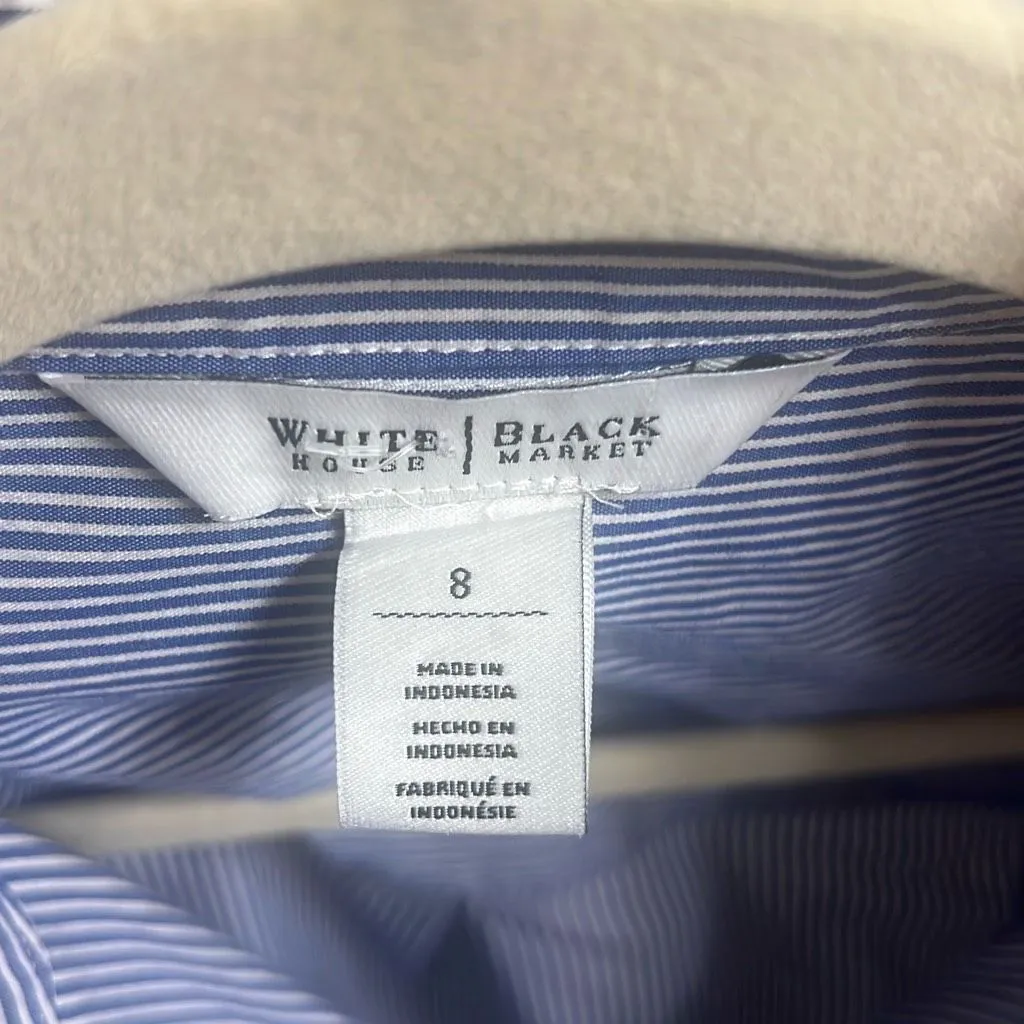 WHITE | BLACK
HOUSE MARKET
8
MADE IN
INDONESIA
HECHO EN
INDONESIA
FABRIQUÉ EN
INDONÉSIE